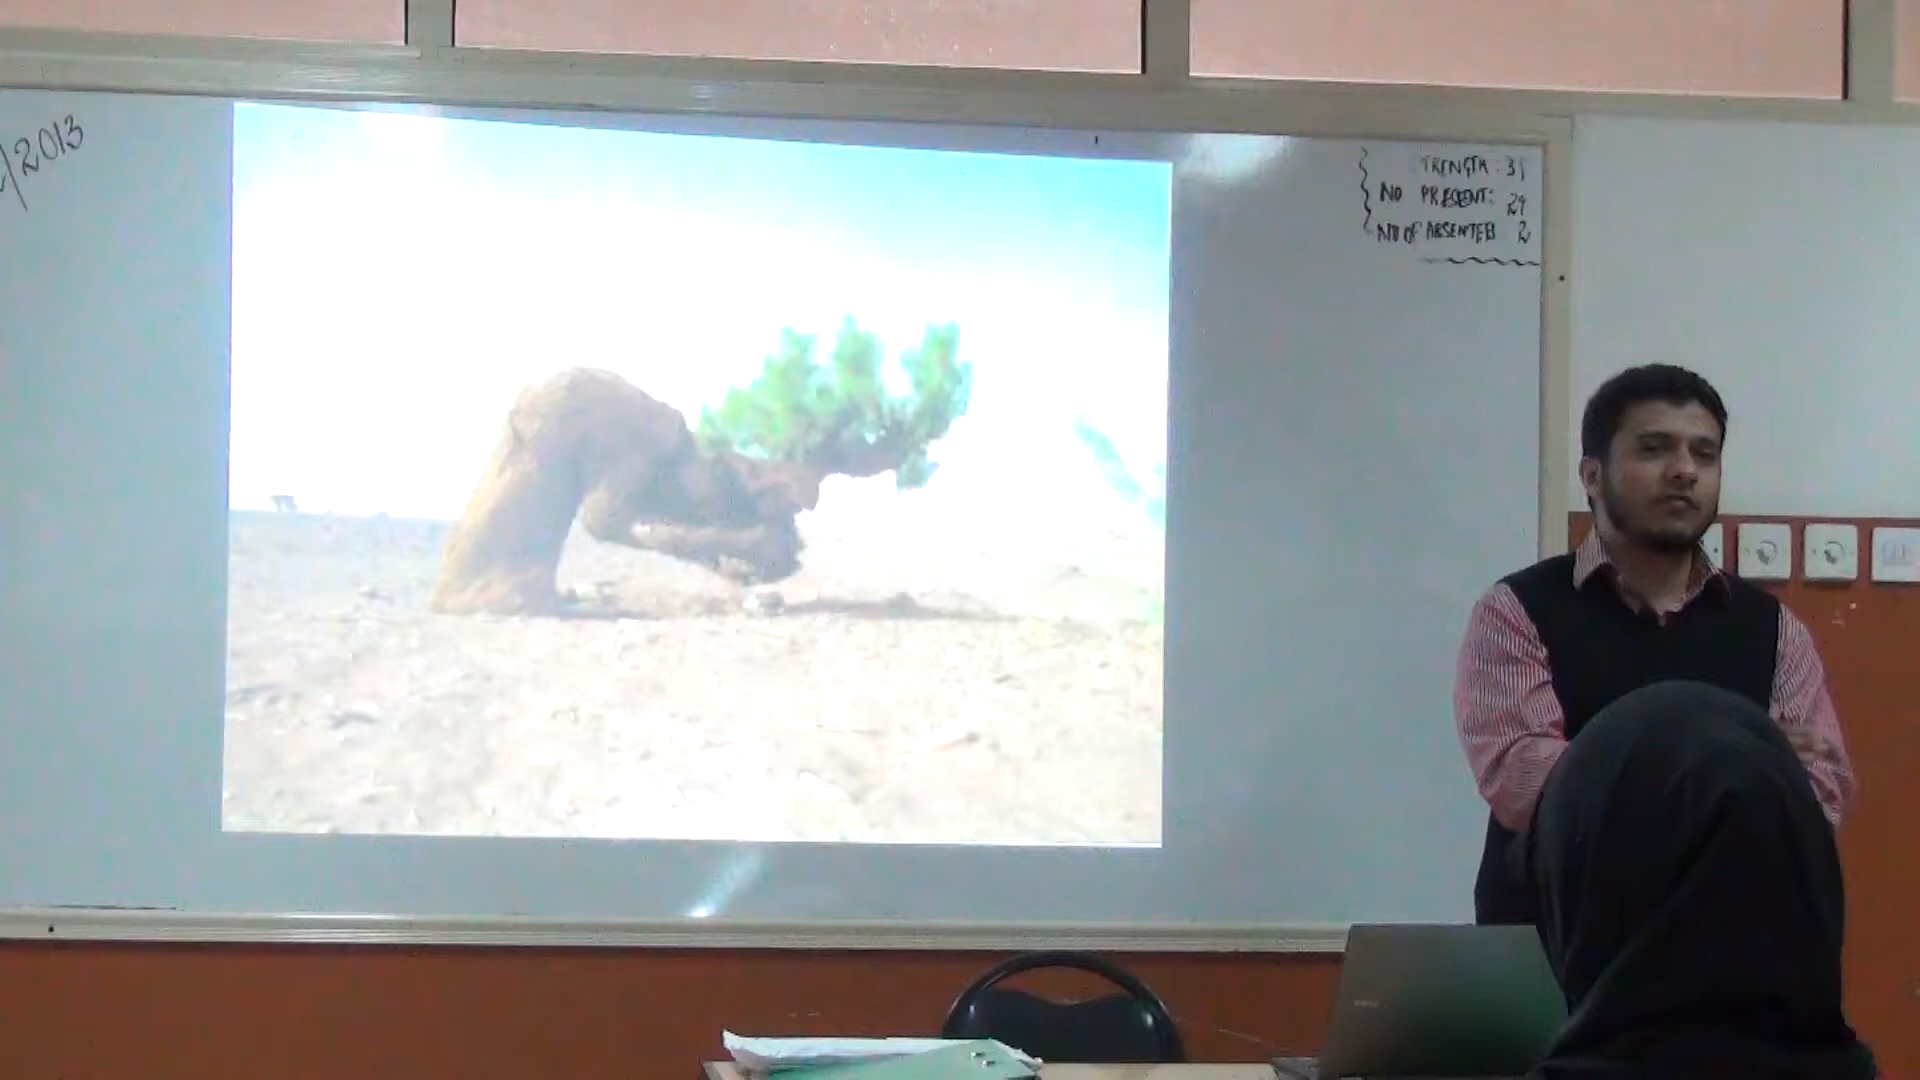 /2013
TRENGTH : 31
NO PRESENT: 29
NO OF ABSENTEES 2